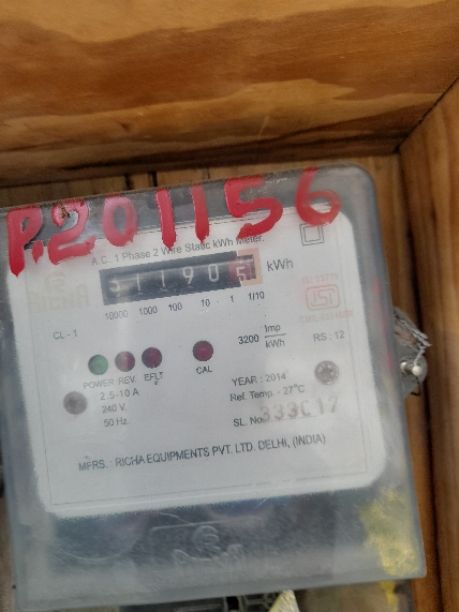 P.201156
A.C. 1 Phase 2 Wire Static kWh Meter.
511905 kWh
10000 1000 100 10 1 1/10
CL - 1
3200 Imp/kWh
RS : 12
POWER REV. EFLT CAL
2.5-10 A
240 V.
50 Hz.
YEAR : 2014
Ref. Temp. - 27°C
SL. No.
MFRS. : RICHA EQUIPMENTS PVT. LTD. DELHI, (INDIA)